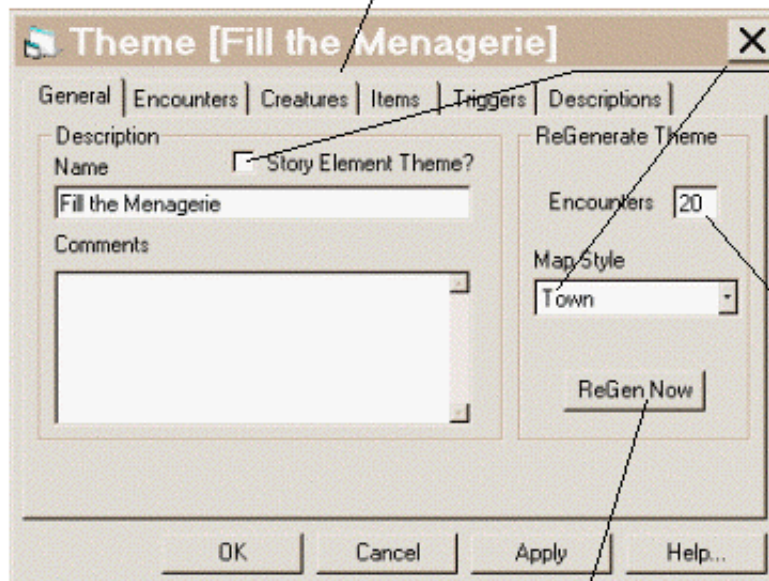 Theme [Fill the Menagerie]
General Encounters Creatures Items Triggers Descriptions
Description
ReGenerate Theme
Name
Story Element Theme?
Fill the Menagerie
Encounters 20
Comments
Map Style
Town
ReGen Now
OK Cancel Apply Help...